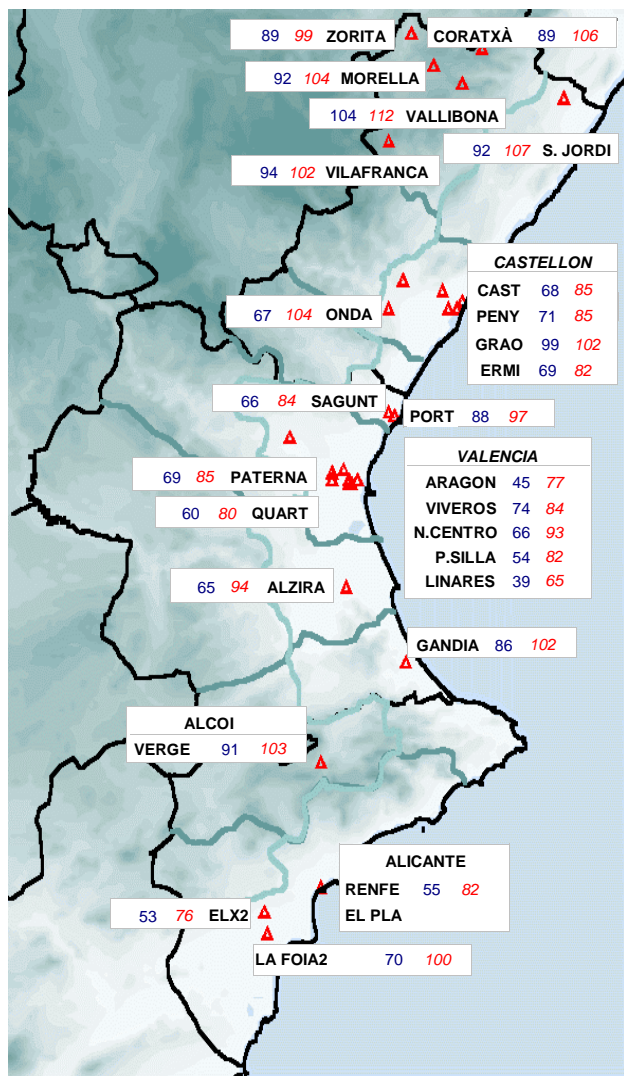 89 99 ZORITA
CORATXÀ 89 106
92 104 MORELLA
104 112 VALLIBONA
92 107 S. JORDI
94 102 VILAFRANCA
CASTELLON
CAST 68 85
PENY 71 85
GRAO 99 102
ERMI 69 82
67 104 ONDA
66 84 SAGUNT
PORT 88 97
VALENCIA
ARAGON 45 77
VIVEROS 74 84
N.CENTRO 66 93
P.SILLA 54 82
LINARES 39 65
69 85 PATERNA
60 80 QUART
65 94 ALZIRA
GANDIA 86 102
ALCOI
VERGE 91 103
ALICANTE
RENFE 55 82
EL PLA
53 76 ELX2
LA FOIA2 70 100